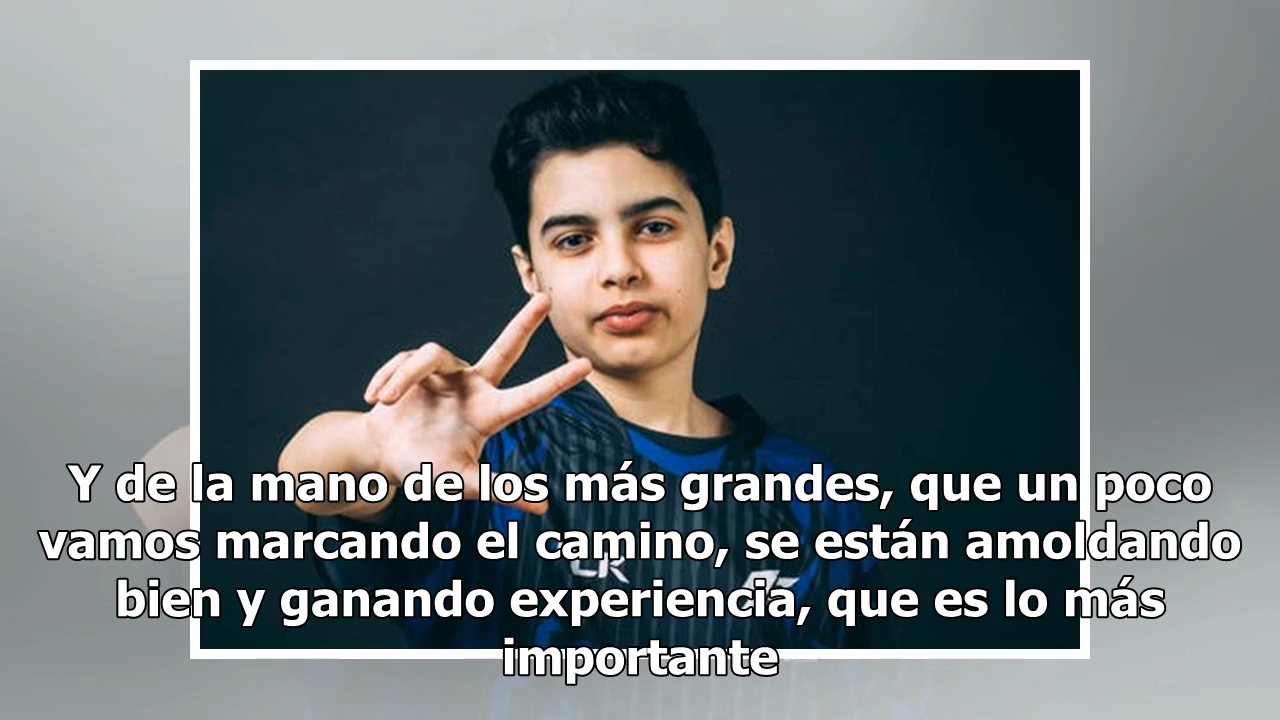 Y de la mano de los más grandes, que un poco
vamos marcando el camino, se están amoldando
bien y ganando experiencia, que es lo más
importante